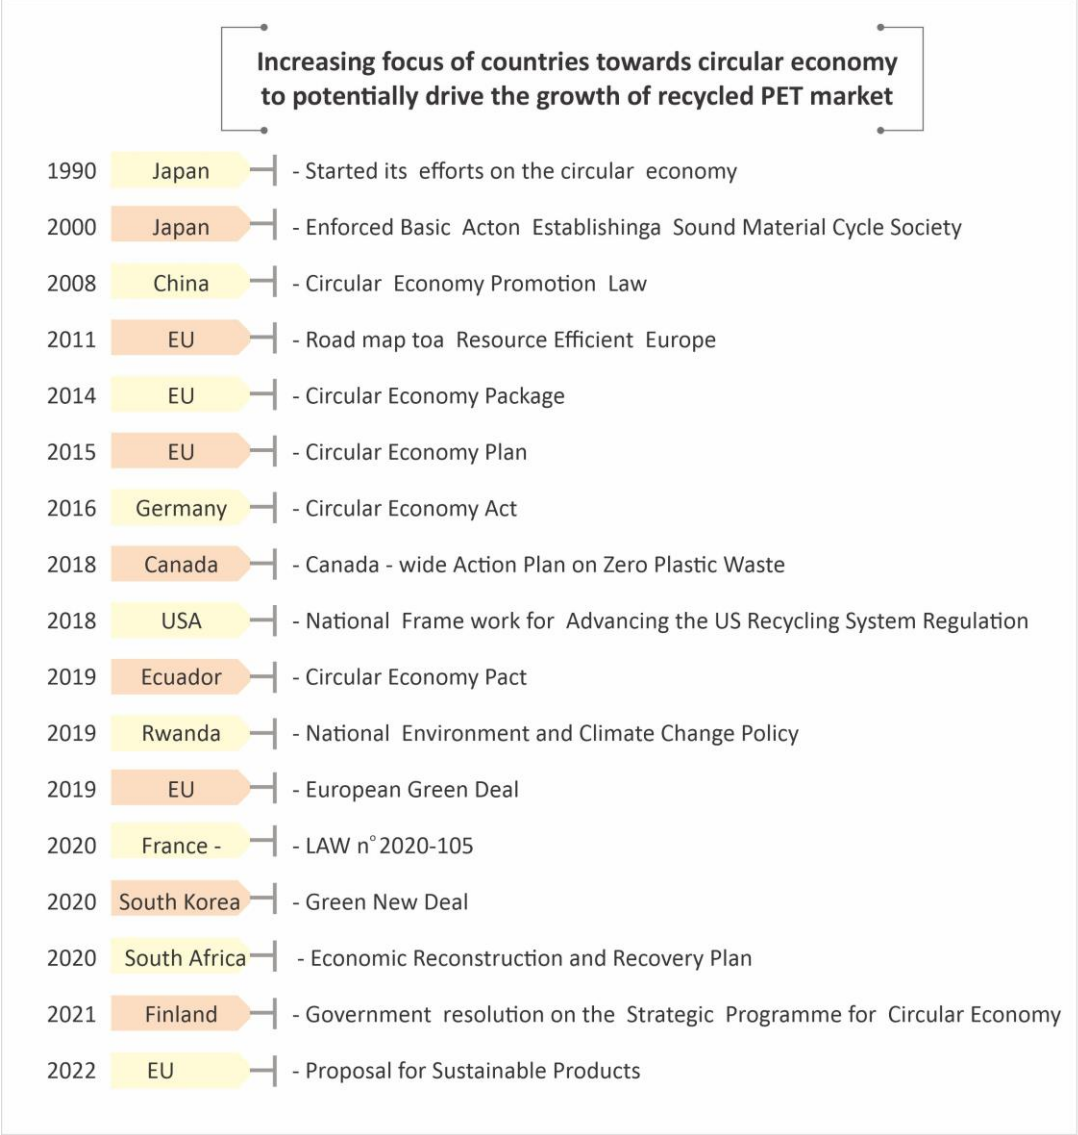 Increasing focus of countries towards circular economy
to potentially drive the growth of recycled PET market
1990 Japan - Started its efforts on the circular economy
2000 Japan - Enforced Basic Acton Establishinga Sound Material Cycle Society
2008 China - Circular Economy Promotion Law
2011 EU - Road map toa Resource Efficient Europe
2014 EU - Circular Economy Package
2015 EU - Circular Economy Plan
2016 Germany - Circular Economy Act
2018 Canada - Canada - wide Action Plan on Zero Plastic Waste
2018 USA - National Frame work for Advancing the US Recycling System Regulation
2019 Ecuador - Circular Economy Pact
2019 Rwanda - National Environment and Climate Change Policy
2019 EU - European Green Deal
2020 France - - LAW n° 2020-105
2020 South Korea - Green New Deal
2020 South Africa - Economic Reconstruction and Recovery Plan
2021 Finland - Government resolution on the Strategic Programme for Circular Economy
2022 EU - Proposal for Sustainable Products